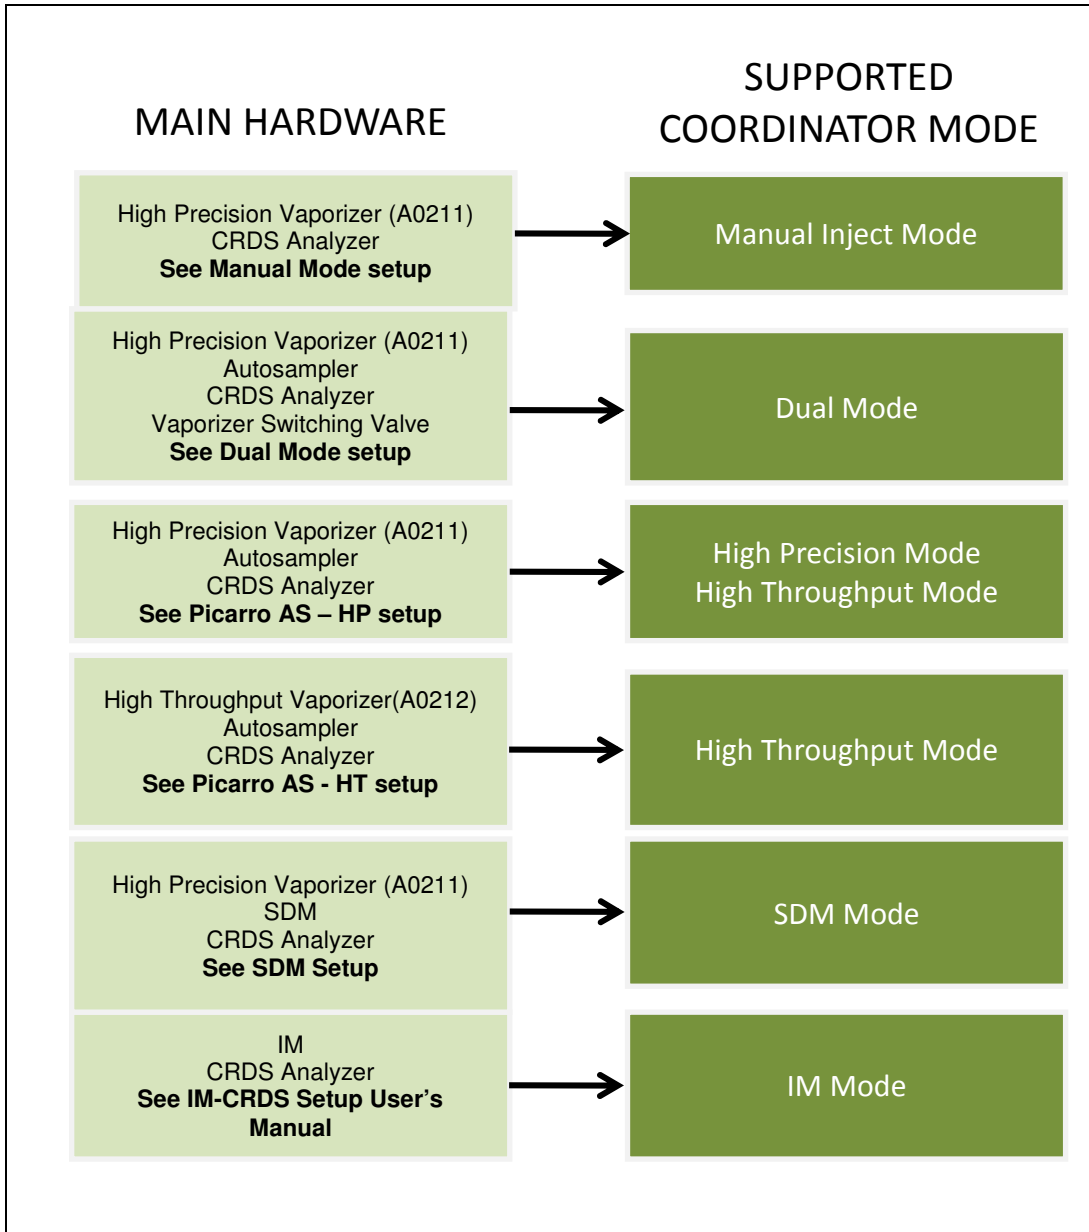 MAIN HARDWARE
SUPPORTED
COORDINATOR MODE
High Precision Vaporizer (A0211)
CRDS Analyzer
See Manual Mode setup
Manual Inject Mode
High Precision Vaporizer (A0211)
Autosampler
CRDS Analyzer
Vaporizer Switching Valve
See Dual Mode setup
Dual Mode
High Precision Vaporizer (A0211)
Autosampler
CRDS Analyzer
See Picarro AS – HP setup
High Precision Mode
High Throughput Mode
High Throughput Vaporizer(A0212)
Autosampler
CRDS Analyzer
See Picarro AS - HT setup
High Throughput Mode
High Precision Vaporizer (A0211)
SDM
CRDS Analyzer
See SDM Setup
SDM Mode
IM
CRDS Analyzer
See IM-CRDS Setup User’s
Manual
IM Mode